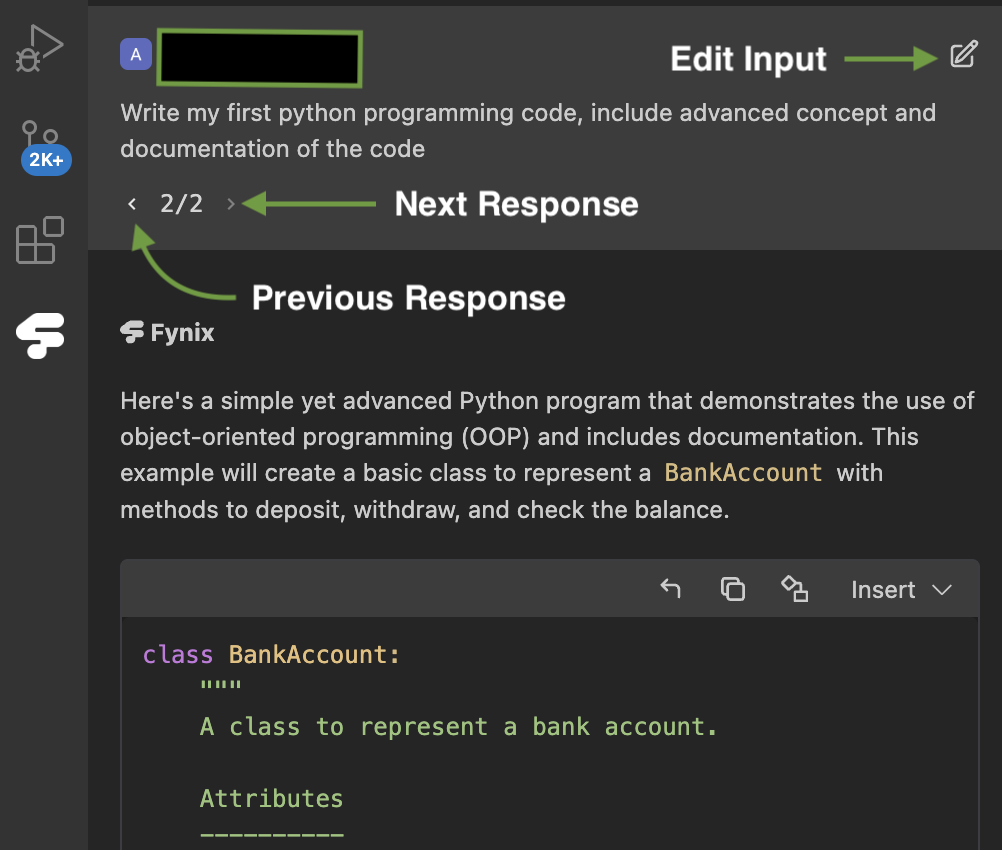 A
Edit Input
Write my first python programming code, include advanced concept and
documentation of the code
2K+
< 2/2 >
Next Response
Previous Response
Fynix
Here's a simple yet advanced Python program that demonstrates the use of
object-oriented programming (OOP) and includes documentation. This
example will create a basic class to represent a BankAccount with
methods to deposit, withdraw, and check the balance.
Insert
class BankAccount:
    """
    A class to represent a bank account.

    Attributes
    ----------